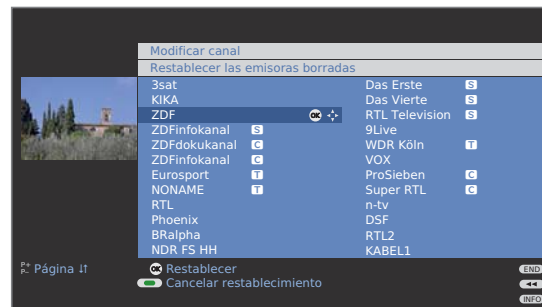 Modificar canal
Restablecer las emisoras borradas
3sat
KIKA
ZDF OK
ZDFinfokanal S
ZDFdokukanal C
ZDFinfokanal C
Eurosport T
NONAME T
RTL
Phoenix
BRalpha
NDR FS HH
Das Erste S
Das Vierte S
RTL Television S
9Live
WDR Köln T
VOX
ProSieben C
Super RTL C
n-tv
DSF
RTL2
KABEL1
P+
P- Página
OK Restablecer
Cancelar restablecimiento
END
INFO